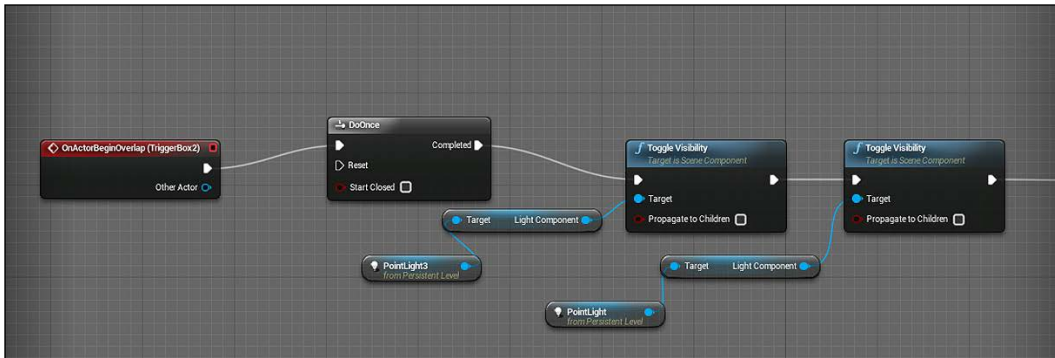 OnActorBeginOverlap (TriggerBox2)
Other Actor
DoOnce
Completed
Reset
Start Closed
Target Light Component
PointLight3
from Persistent Level
Toggle Visibility
Target is Scene Component
Target
Propagate to Children
Target Light Component
PointLight
from Persistent Level
Toggle Visibility
Target is Scene Component
Target
Propagate to Children